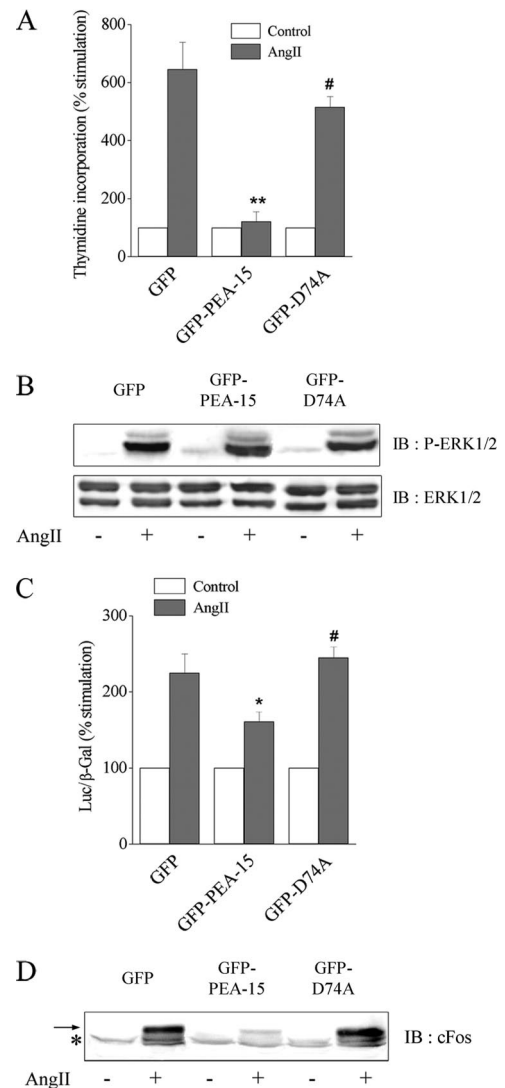 A
Thymidine incorporation (% stimulation)
800
600
400
200
0
Control
AngII
**
#
GFP
GFP-PEA-15
GFP-D74A
B
GFP
GFP-
PEA-15
GFP-
D74A
IB : P-ERK1/2
IB : ERK1/2
AngII - + - + - +
C
Control
AngII
Luc/β-Gal (% stimulation)
300
200
100
0
*
#
GFP
GFP-PEA-15
GFP-D74A
D
GFP
GFP-
PEA-15
GFP-
D74A
→
*
IB : cFos
AngII - + - + - +